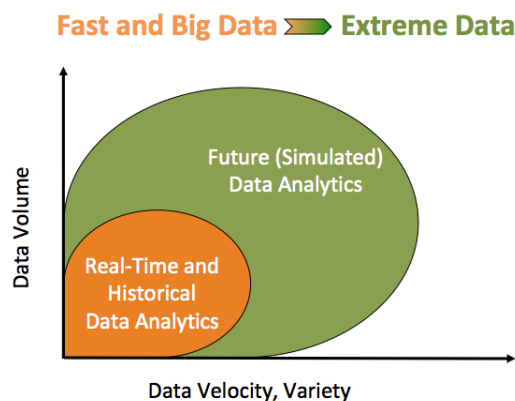 Fast and Big Data Extreme Data
Data Volume
Future (Simulated)
Data Analytics
Real-Time and
Historical
Data Analytics
Data Velocity, Variety